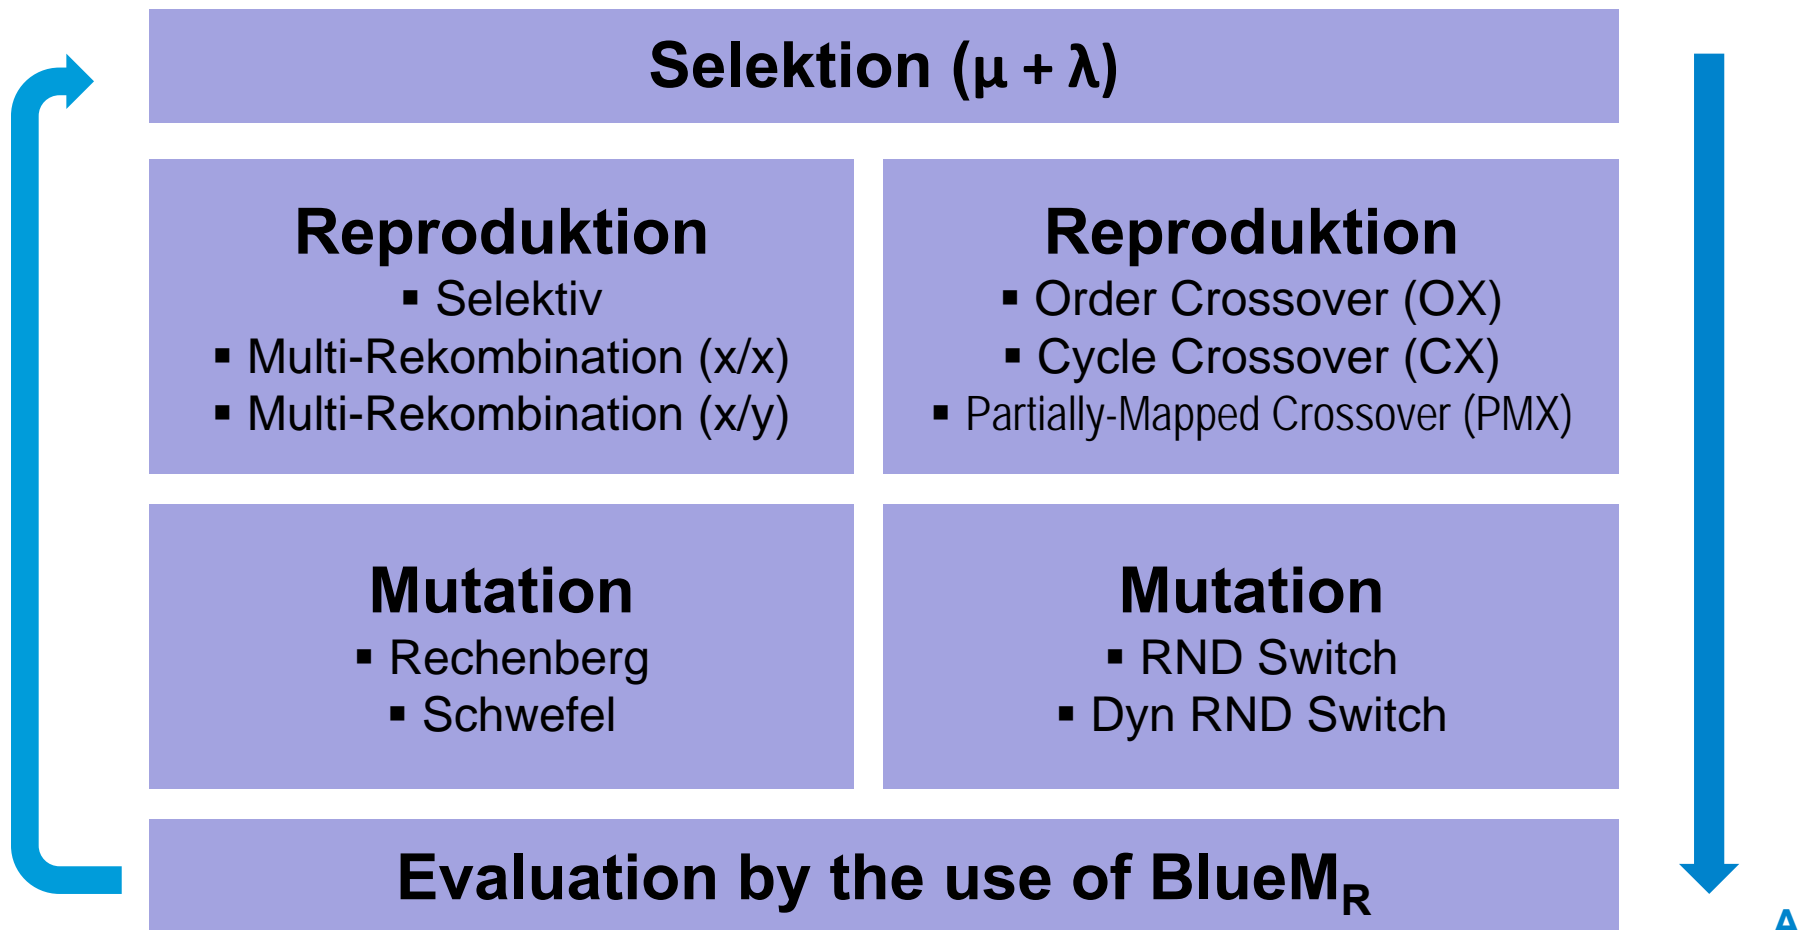 Selektion (μ + λ)
Reproduktion
▪ Selektiv
▪ Multi-Rekombination (x/x)
▪ Multi-Rekombination (x/y)
Reproduktion
▪ Order Crossover (OX)
▪ Cycle Crossover (CX)
▪ Partially-Mapped Crossover (PMX)
Mutation
▪ Rechenberg
▪ Schwefel
Mutation
▪ RND Switch
▪ Dyn RND Switch
Evaluation by the use of BlueM_R